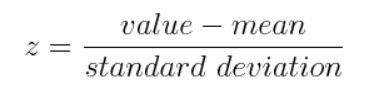 z = value − mean / standard deviation